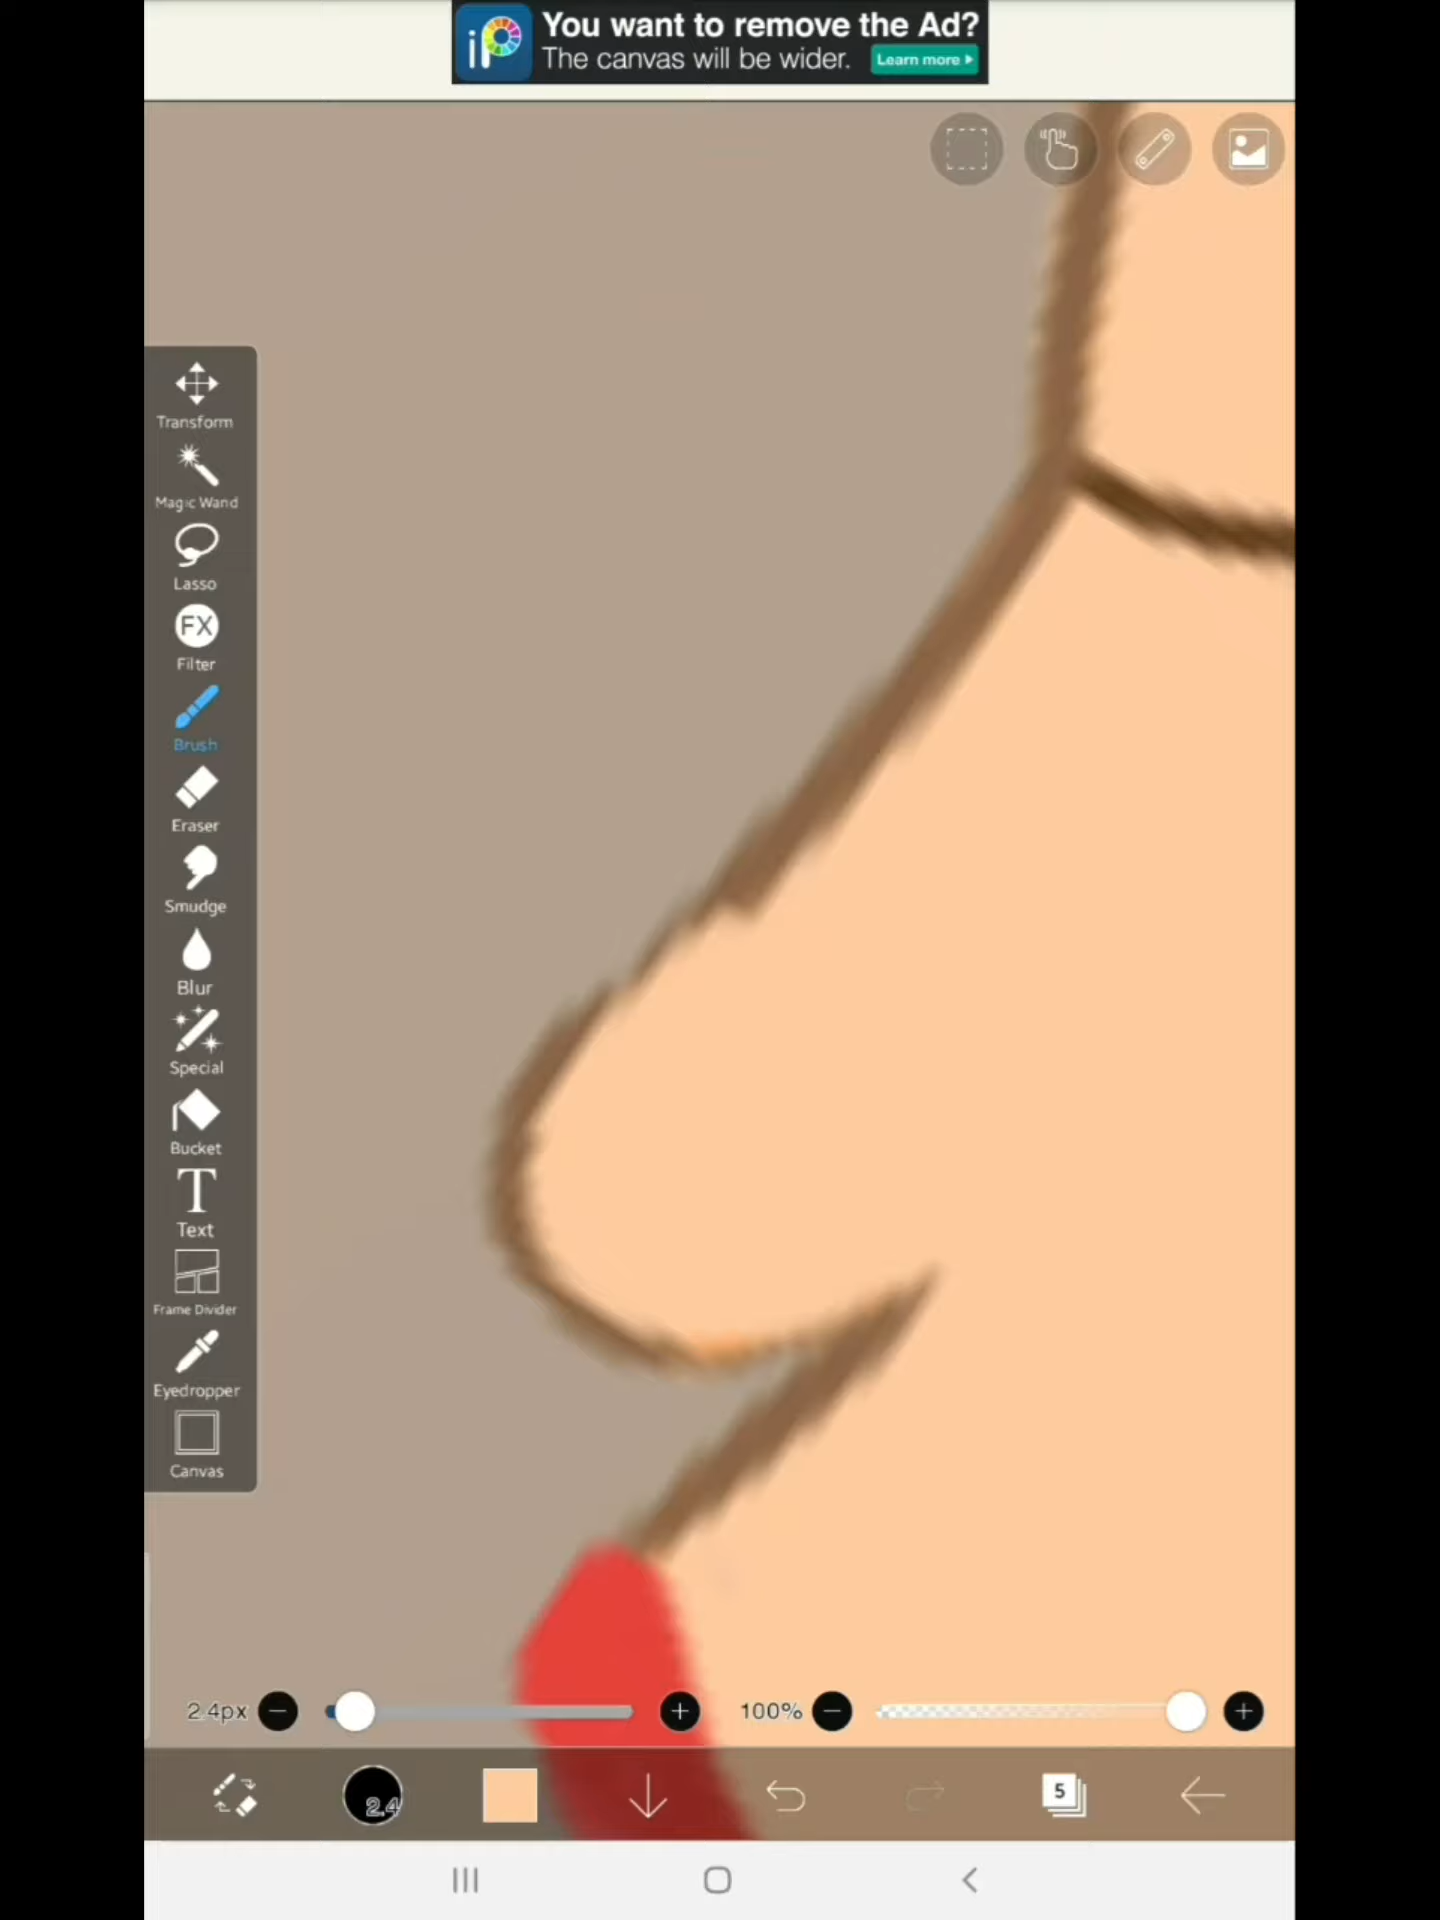 iP
You want to remove the Ad?
The canvas will be wider.
Learn more
Transform
Magic Wand
Lasso
FX
Filter
Brush
Eraser
Smudge
Blur
Special
Bucket
T
Text
Frame Divider
Eyedropper
Canvas
2.4px
100%
2.4
5